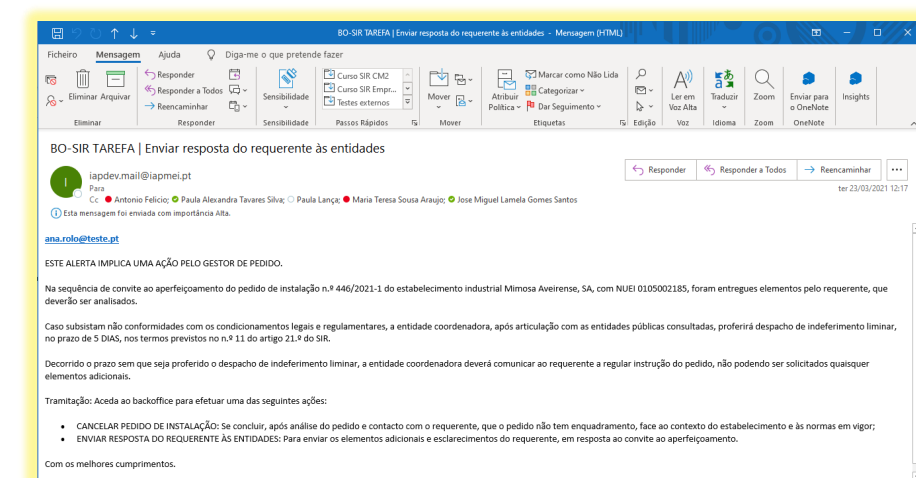 BO-SIR TAREFA | Enviar resposta do requerente às entidades - Mensagem (HTML)
Ficheiro Mensagem Ajuda Diga-me o que pretende fazer
Eliminar Arquivar
Responder
Responder a Todos
Reencaminhar
Sensibilidade
Curso SIR CM2
Curso SIR Empr...
Testes externos
Mover
Atribuir Política
Marcar como Não Lida
Categorizar
Dar Seguimento
Ler em Voz Alta
Traduzir
Zoom
Enviar para o OneNote
Insights
Eliminar Responder Sensibilidade Passos Rápidos Mover Etiquetas Edição Voz Idioma Zoom OneNote
BO-SIR TAREFA | Enviar resposta do requerente às entidades
I
iapdev.mail@iapmei.pt
Responder Responder a Todos Reencaminhar ...
Para
ter 23/03/2021 12:17
Cc Antonio Felicio; Paula Alexandra Tavares Silva; Paula Lança; Maria Teresa Sousa Araujo; Jose Miguel Lamela Gomes Santos
Esta mensagem foi enviada com importância Alta.
ana.rolo@teste.pt
ESTE ALERTA IMPLICA UMA AÇÃO PELO GESTOR DE PEDIDO.
Na sequência de convite ao aperfeiçoamento do pedido de instalação n.º 446/2021-1 do estabelecimento industrial Mimosa Aveirense, SA, com NUEI 0105002185, foram entregues elementos pelo requerente, que
deverão ser analisados.
Caso subsistam não conformidades com os condicionamentos legais e regulamentares, a entidade coordenadora, após articulação com as entidades públicas consultadas, proferirá despacho de indeferimento liminar,
no prazo de 5 DIAS, nos termos previstos no n.º 11 do artigo 21.º do SIR.
Decorrido o prazo sem que seja proferido o despacho de indeferimento liminar, a entidade coordenadora deverá comunicar ao requerente a regular instrução do pedido, não podendo ser solicitados quaisquer
elementos adicionais.
Tramitação: Aceda ao backoffice para efetuar uma das seguintes ações:
• CANCELAR PEDIDO DE INSTALAÇÃO: Se concluir, após análise do pedido e contacto com o requerente, que o pedido não tem enquadramento, face ao contexto do estabelecimento e às normas em vigor;
• ENVIAR RESPOSTA DO REQUERENTE ÀS ENTIDADES: Para enviar os elementos adicionais e esclarecimentos do requerente, em resposta ao convite ao aperfeiçoamento.
Com os melhores cumprimentos.